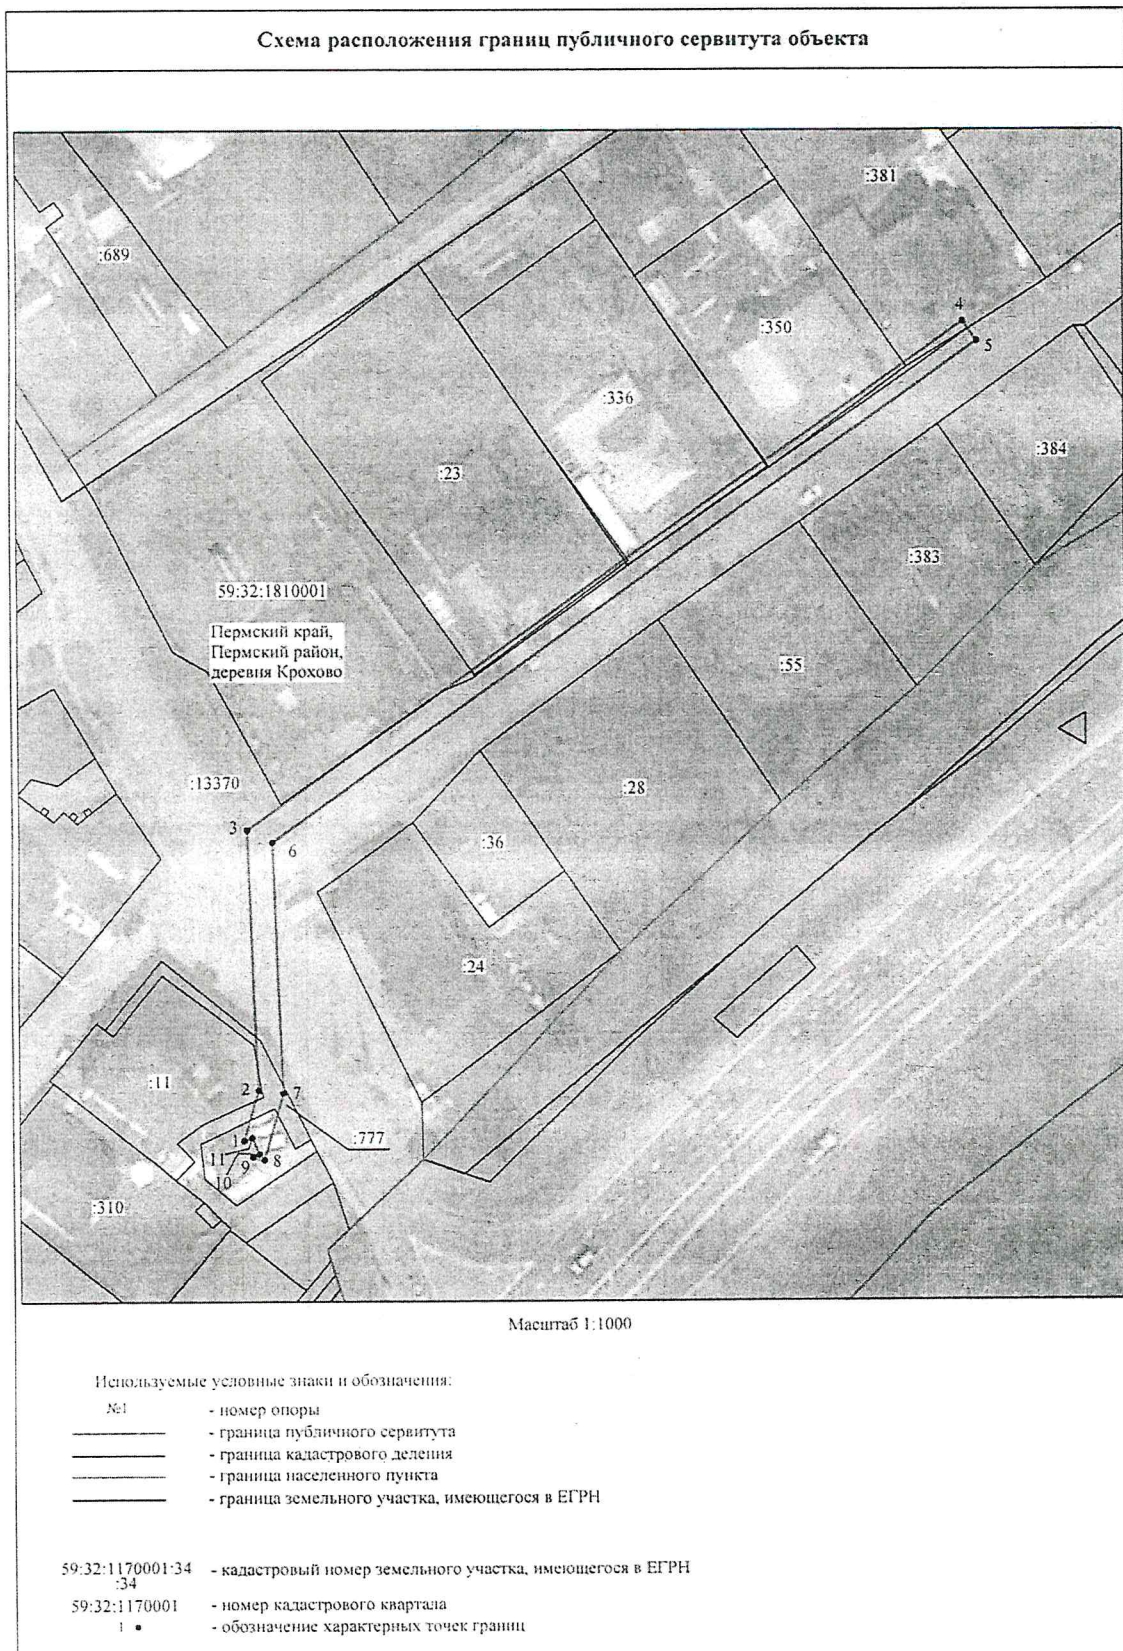 Схема расположения границ публичного сервитута объекта
:381
:689
4
:350
5
:336
:384
:23
:383
59:32:1810001
Пермский край,
Пермский район,
деревня Крохово
:55
:13370
:28
3
6
:36
:24
:11
2
7
1
:777
11
9
8
10
:310
Масштаб 1:1000
Используемые условные знаки и обозначения:
№1 - номер опоры
- граница публичного сервитута
- граница кадастрового деления
- граница населенного пункта
- граница земельного участка, имеющегося в ЕГРН
59:32:1170001:34 - кадастровый номер земельного участка, имеющегося в ЕГРН
:34
59:32:1170001 - номер кадастрового квартала
1 • - обозначение характерных точек границ